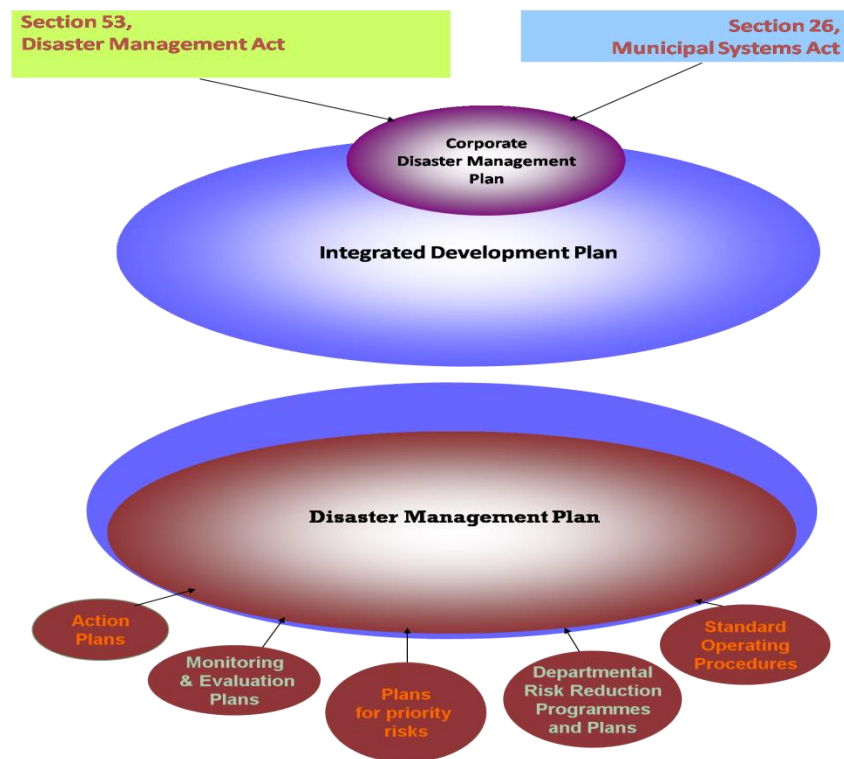 Section 53,
Disaster Management Act
Section 26,
Municipal Systems Act
Corporate
Disaster Management
Plan
Integrated Development Plan
Disaster Management Plan
Action
Plans
Monitoring
& Evaluation
Plans
Plans
for priority
risks
Departmental
Risk Reduction
Programmes
and Plans
Standard
Operating
Procedures